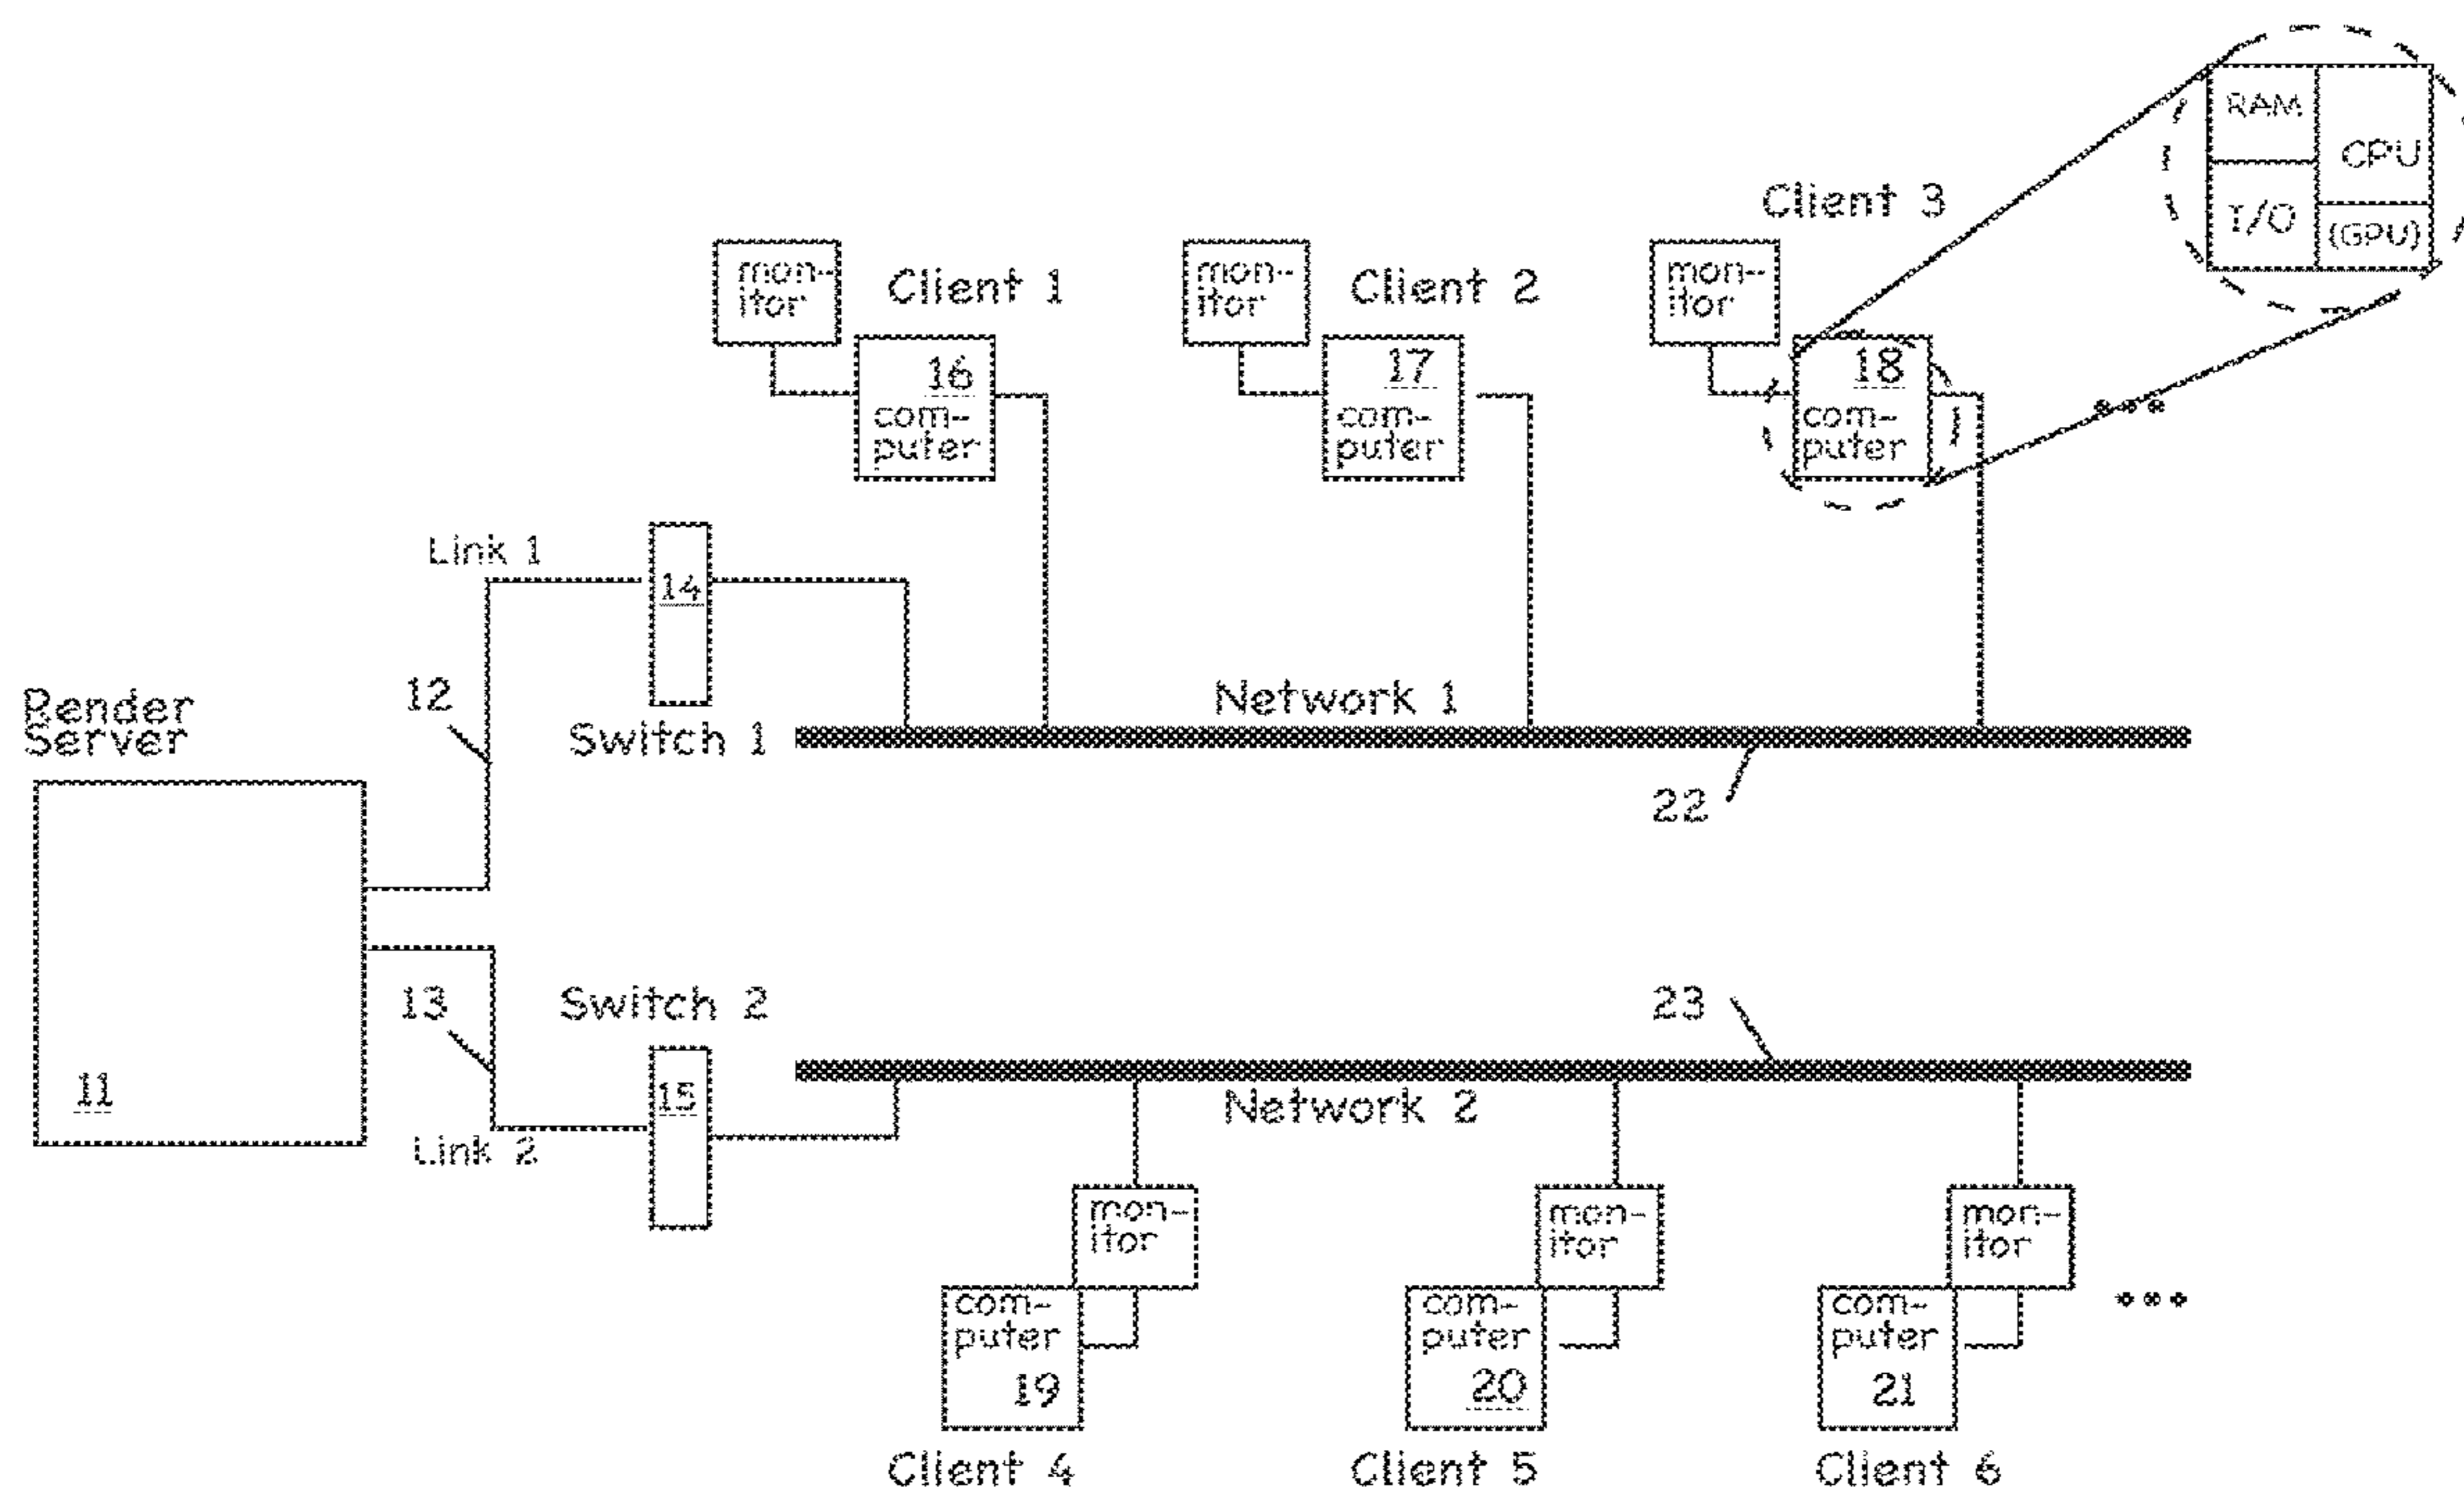 RAM
CPU
I/O
(GPU)
Client 3
mon-
itor
Client 1
mon-
itor
Client 2
mon-
itor
16
com-
puter
17
com-
puter
18
com-
puter
Link 1
14
12
Switch 1
Network 1
22
Render
Server
11
13
Switch 2
15
Link 2
23
Network 2
mon-
itor
mon-
itor
mon-
itor
com-
puter
19
com-
puter
20
com-
puter
21
Client 4
Client 5
Client 6